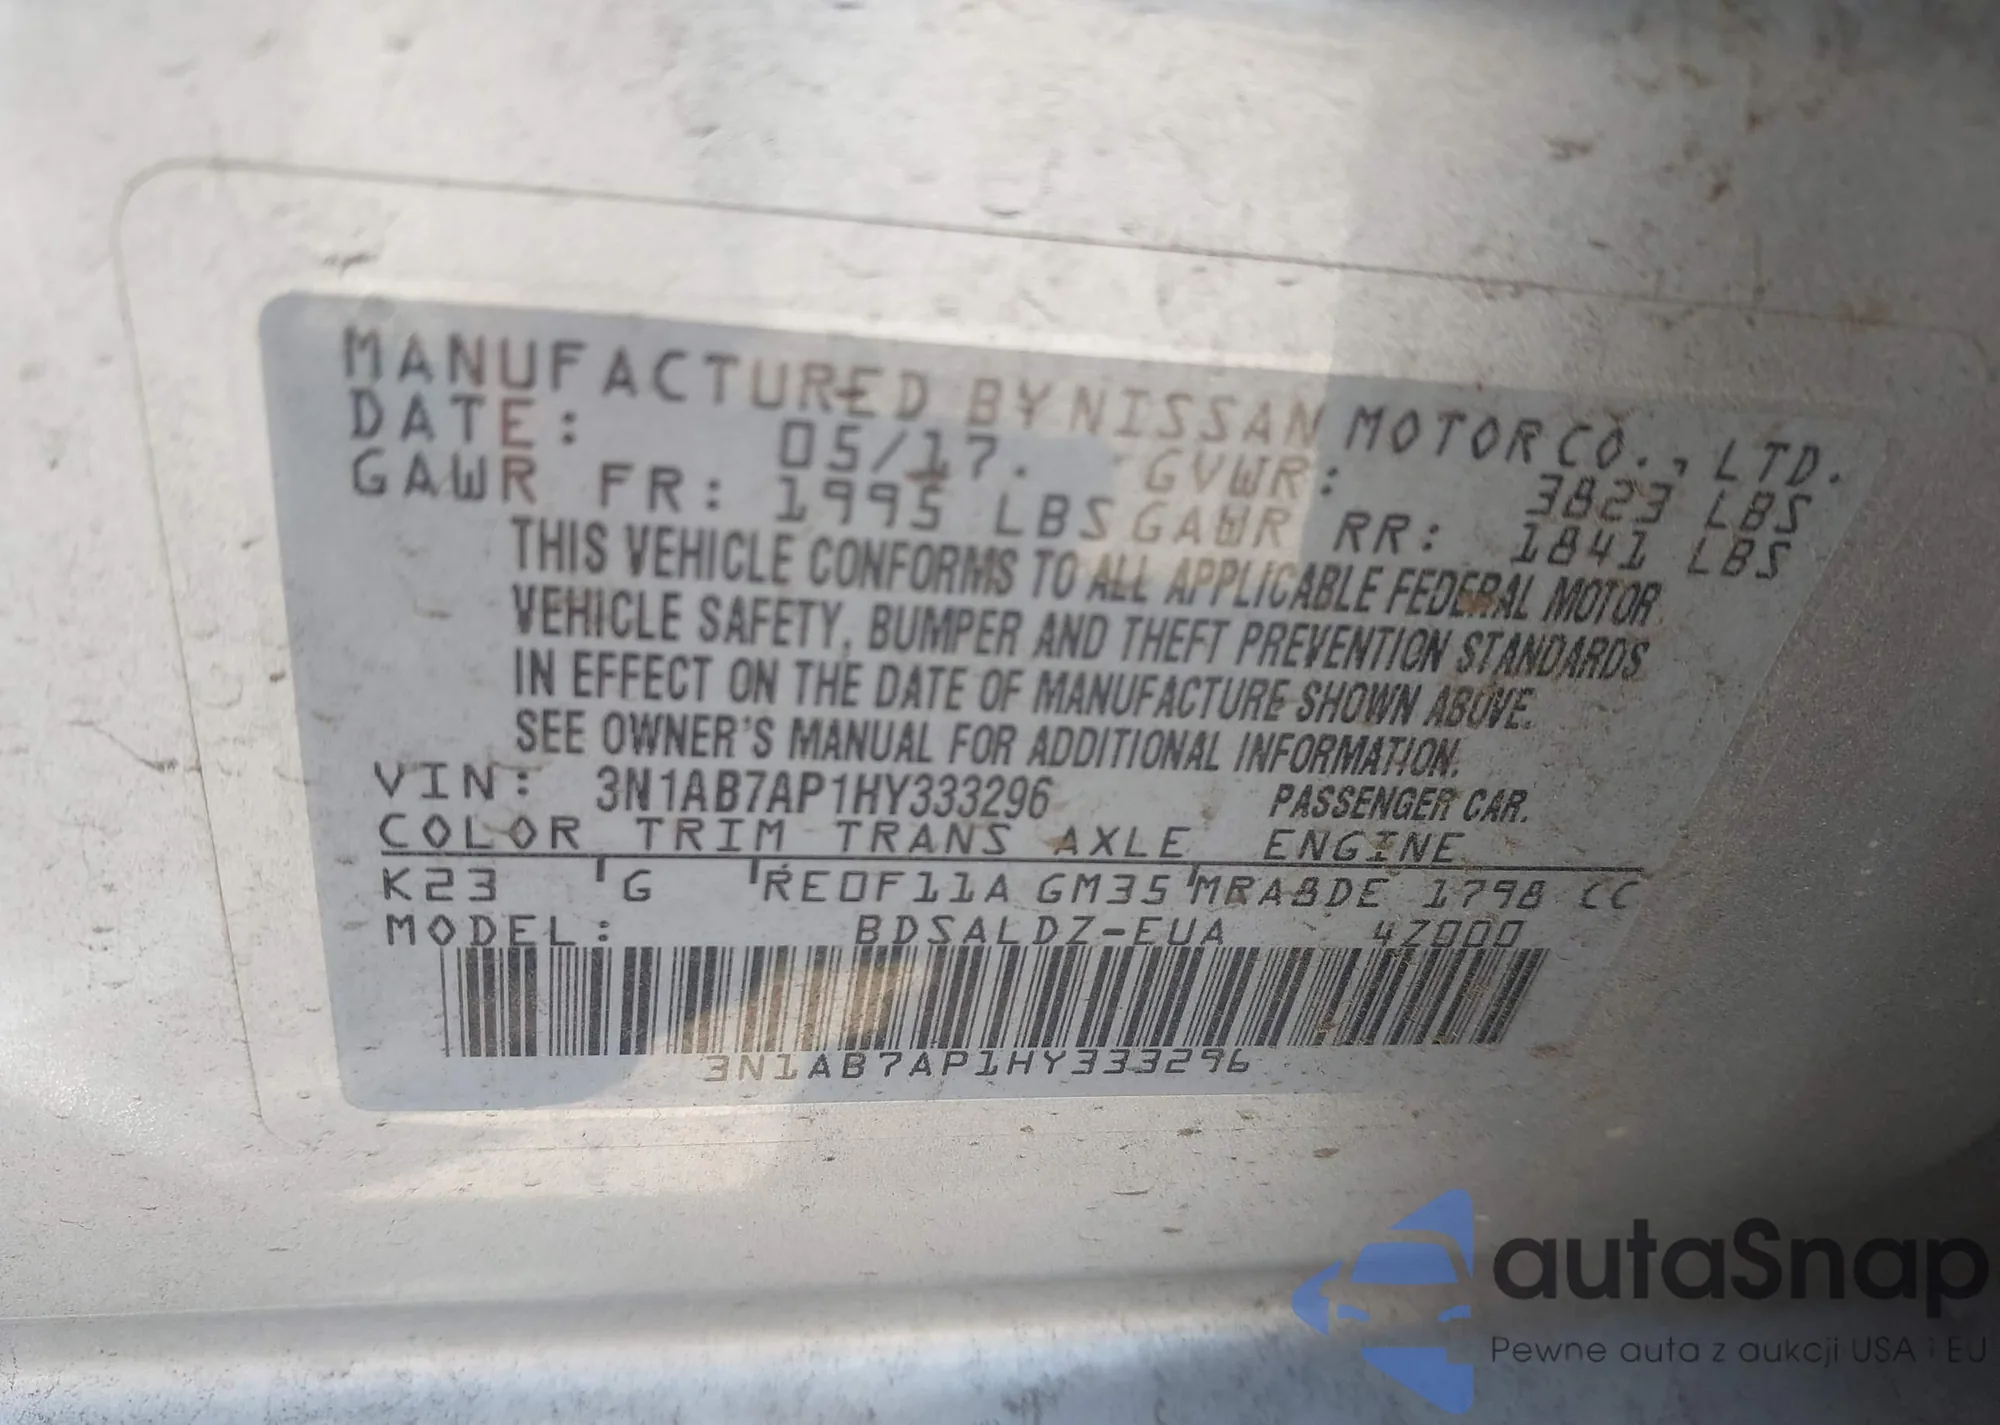 MANUFACTURED BY NISSAN MOTOR CO., LTD.
DATE: 05/17. GVWR: 3823 LBS
GAWR FR: 1995 LBS GAWR RR: 1841 LBS
THIS VEHICLE CONFORMS TO ALL APPLICABLE FEDERAL MOTOR
VEHICLE SAFETY, BUMPER AND THEFT PREVENTION STANDARDS
IN EFFECT ON THE DATE OF MANUFACTURE SHOWN ABOVE.
SEE OWNER'S MANUAL FOR ADDITIONAL INFORMATION.
VIN: 3N1AB7AP1HY333296 PASSENGER CAR.
COLOR TRIM TRANS AXLE ENGINE
K23 G RE0F11A GM35 MRA8DE 1798 CC
MODEL: BDSALDZ-EUA 4Z000
3N1AB7AP1HY333296
autaSnap
Pewne auta z aukcji USA i EU